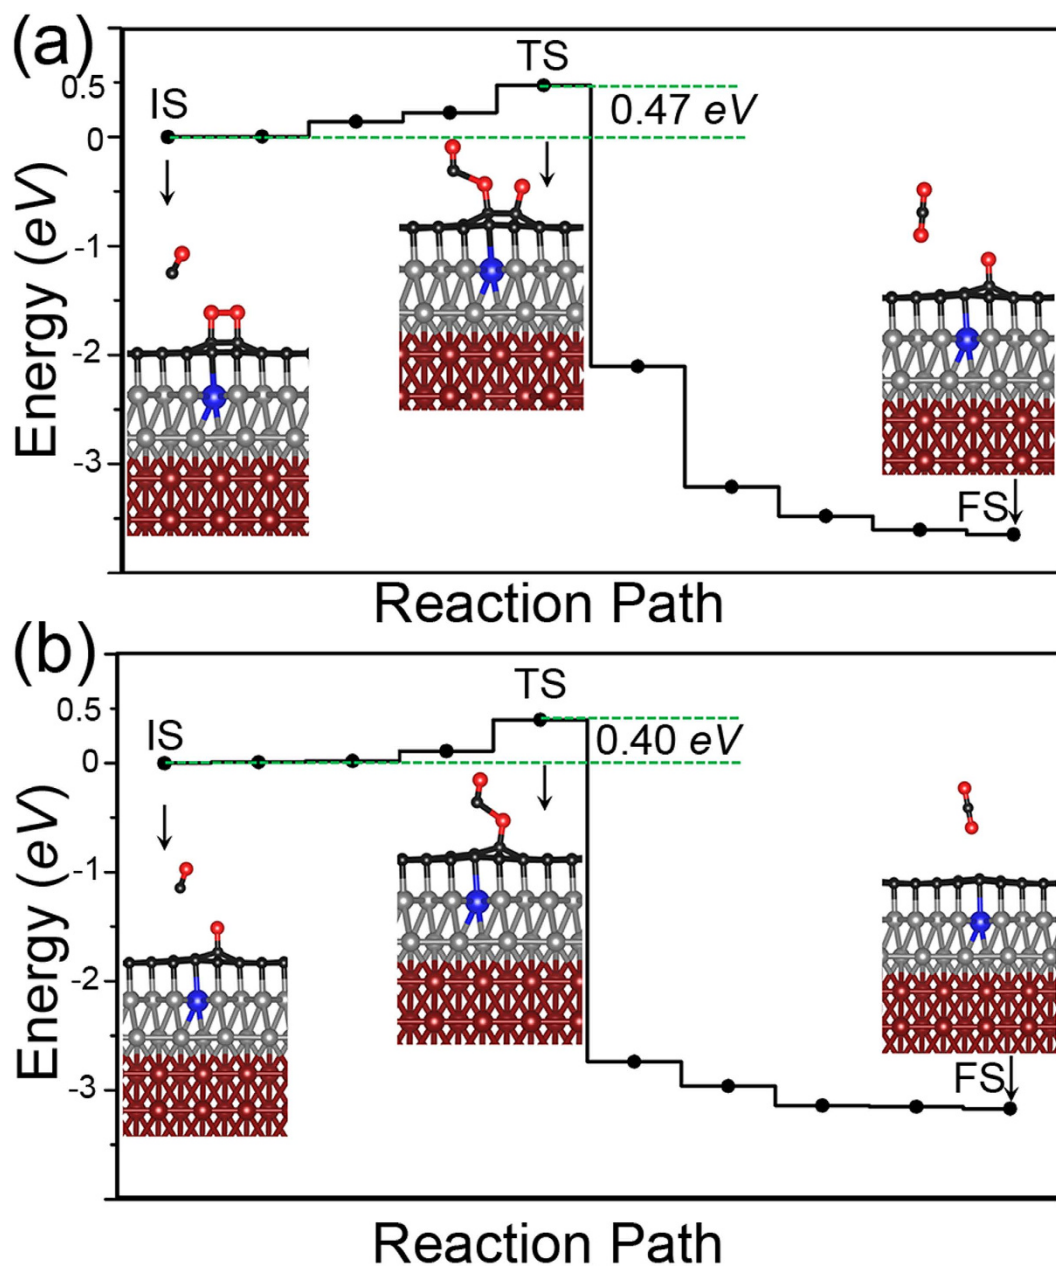 (a)
TS
0.5
IS
0.47 eV
0
-1
-2
-3
Energy (eV)
FS
Reaction Path
(b)
TS
0.5
IS
0.40 eV
0
-1
-2
-3
Energy (eV)
FS
Reaction Path